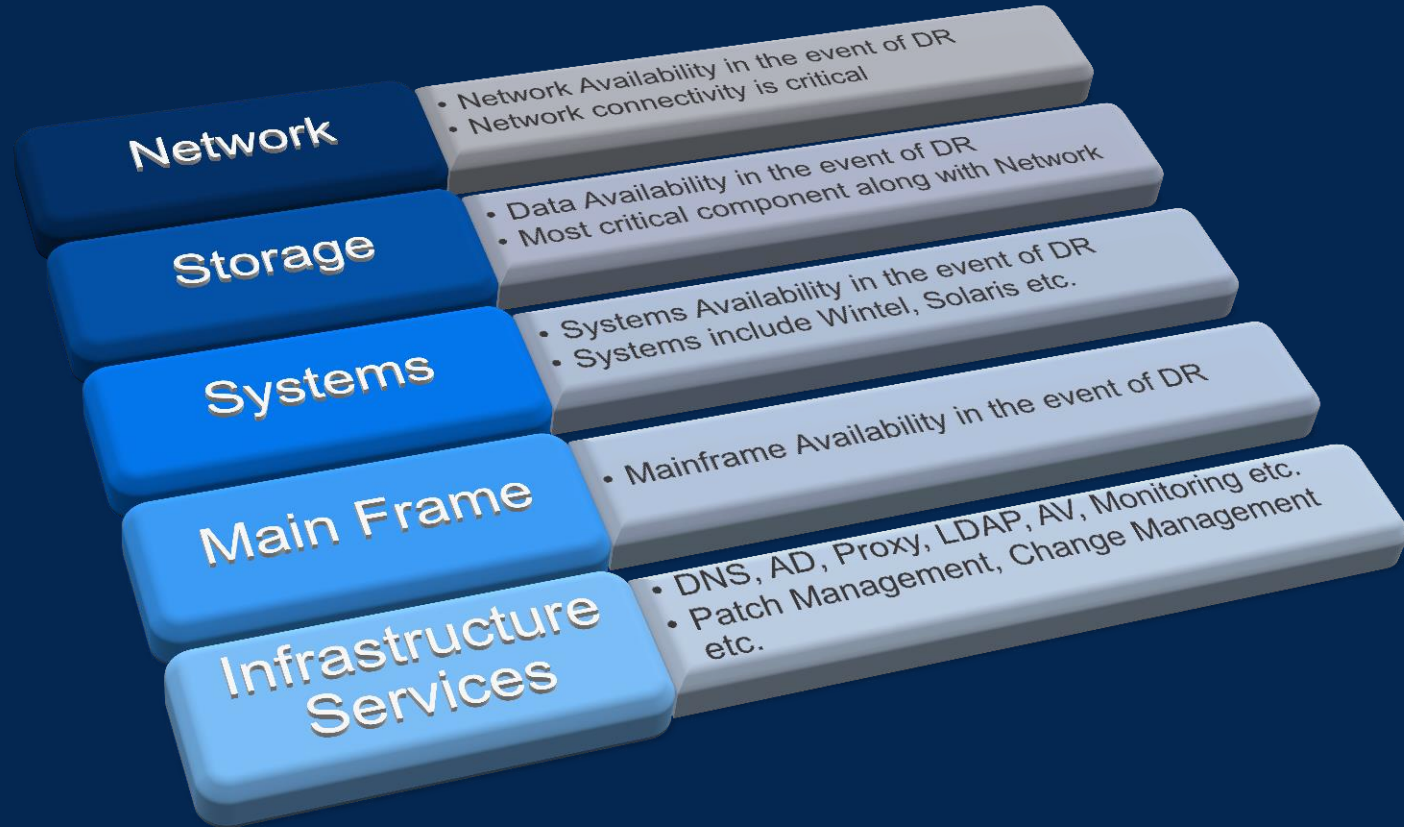 Network
• Network Availability in the event of DR
• Network connectivity is critical
Storage
• Data Availability in the event of DR
• Most critical component along with Network
Systems
• Systems Availability in the event of DR
• Systems include Wintel, Solaris etc.
Main Frame
• Mainframe Availability in the event of DR
Infrastructure
Services
• DNS, AD, Proxy, LDAP, AV, Monitoring etc.
• Patch Management, Change Management
etc.